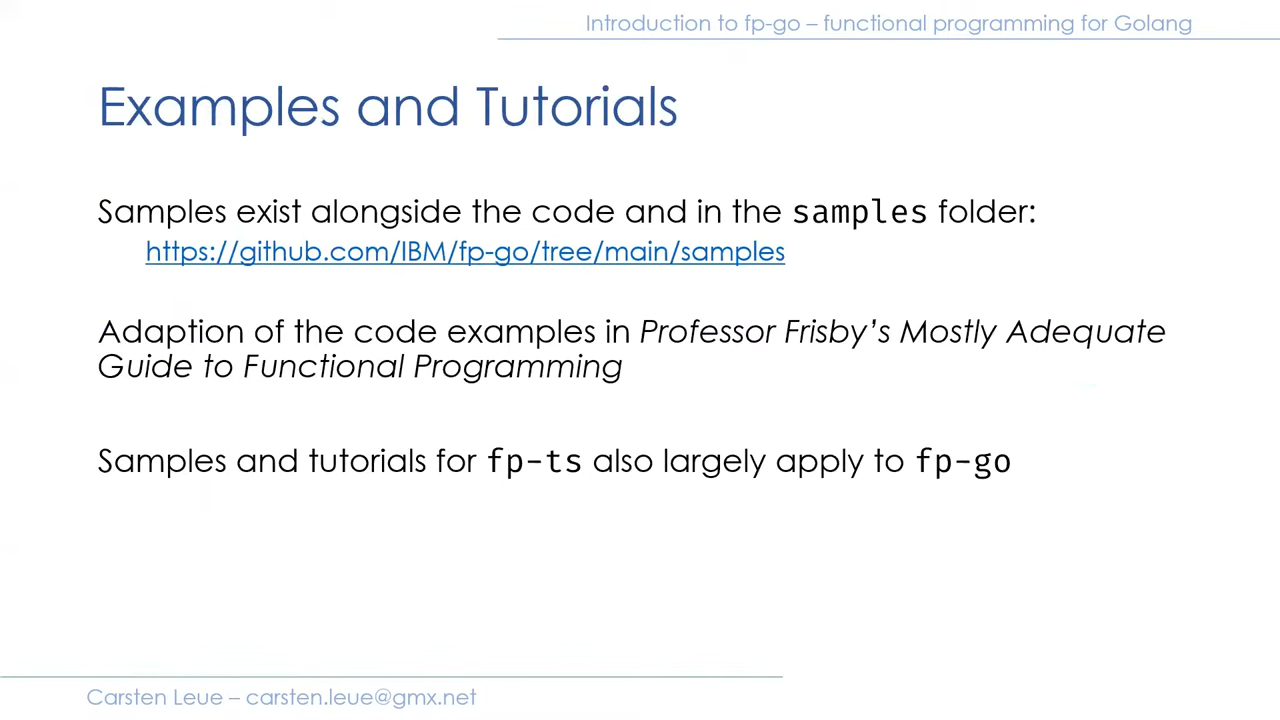 Introduction to fp-go – functional programming for Golang
Examples and Tutorials
Samples exist alongside the code and in the samples folder:
https://github.com/IBM/fp-go/tree/main/samples
Adaption of the code examples in Professor Frisby’s Mostly Adequate
Guide to Functional Programming
Samples and tutorials for fp-ts also largely apply to fp-go
Carsten Leue – carsten.leue@gmx.net